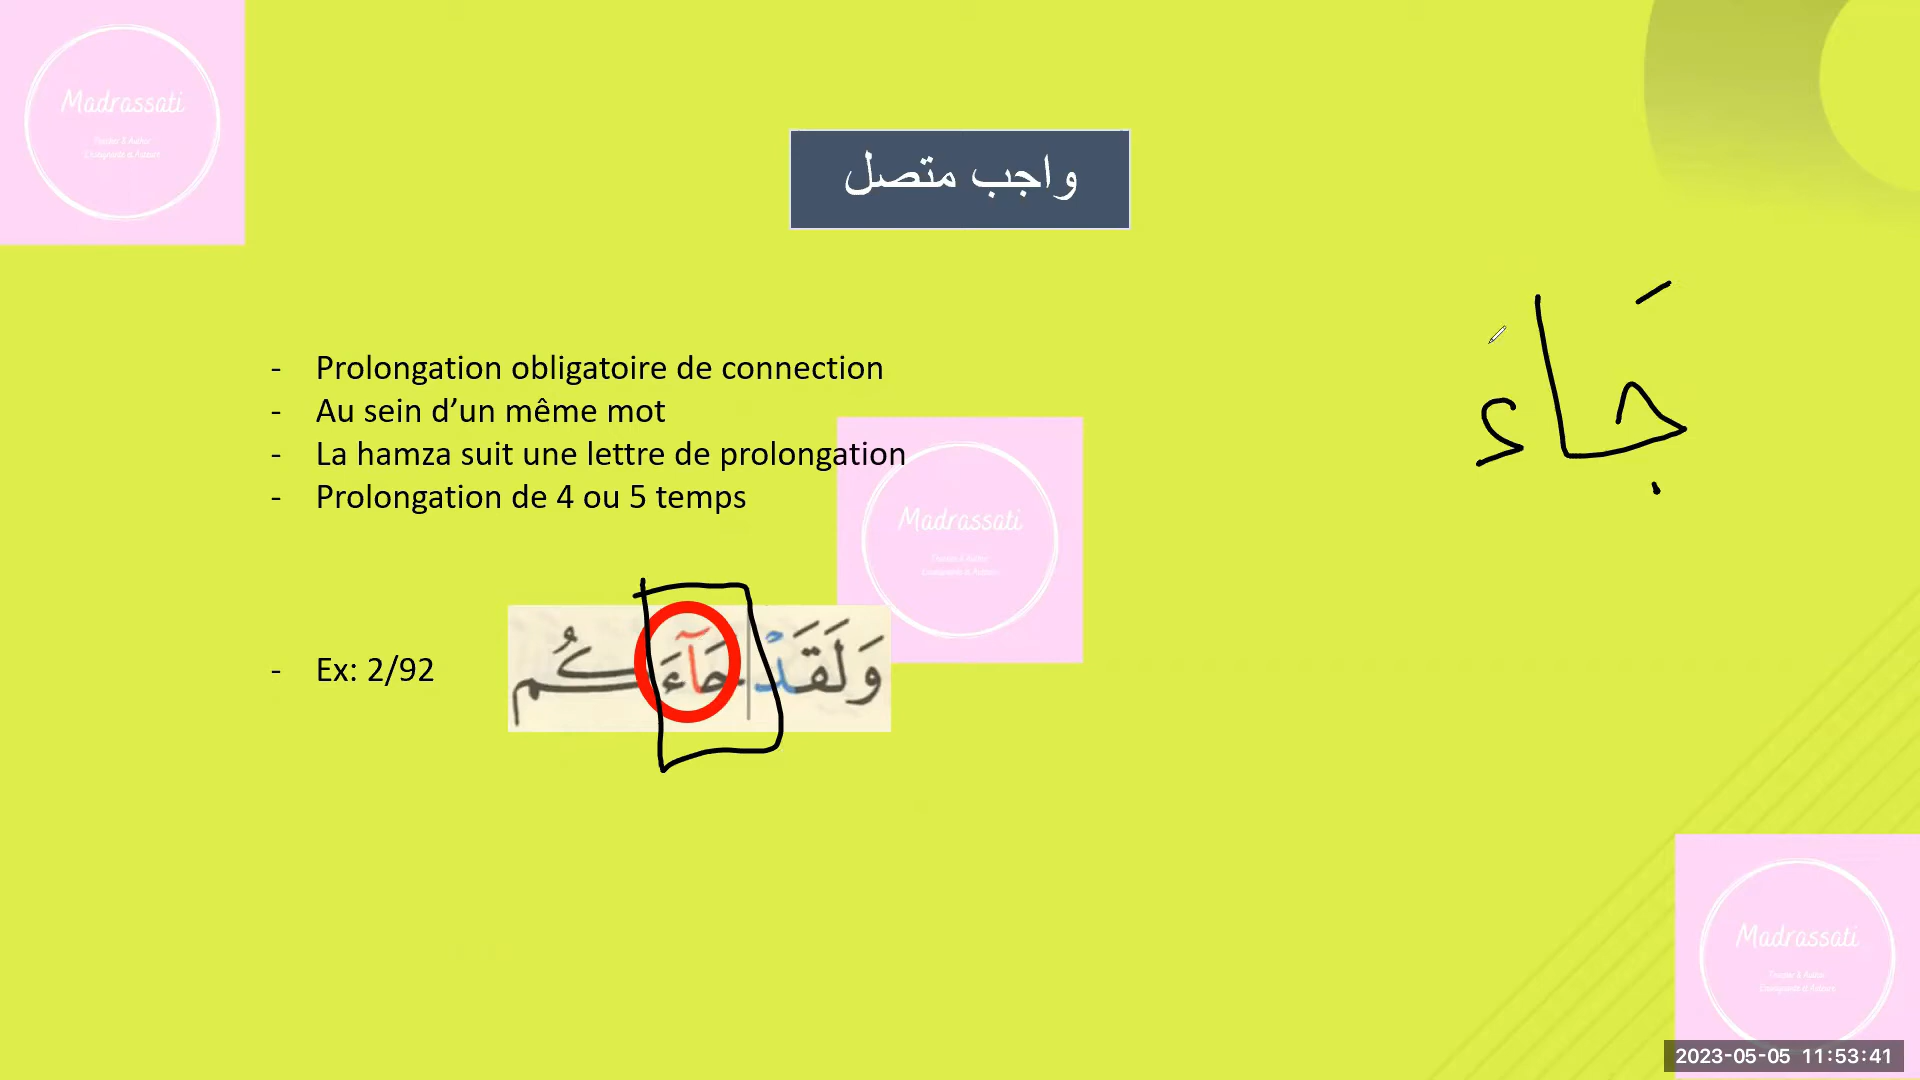 Madrassati
واجب متصل
- Prolongation obligatoire de connection
- Au sein d’un même mot
- La hamza suit une lettre de prolongation
- Prolongation de 4 ou 5 temps
جَاء
Madrassati
- Ex: 2/92
وَلَقَدْ جَآءَكُم
Madrassati
2023-05-05 11:53:41